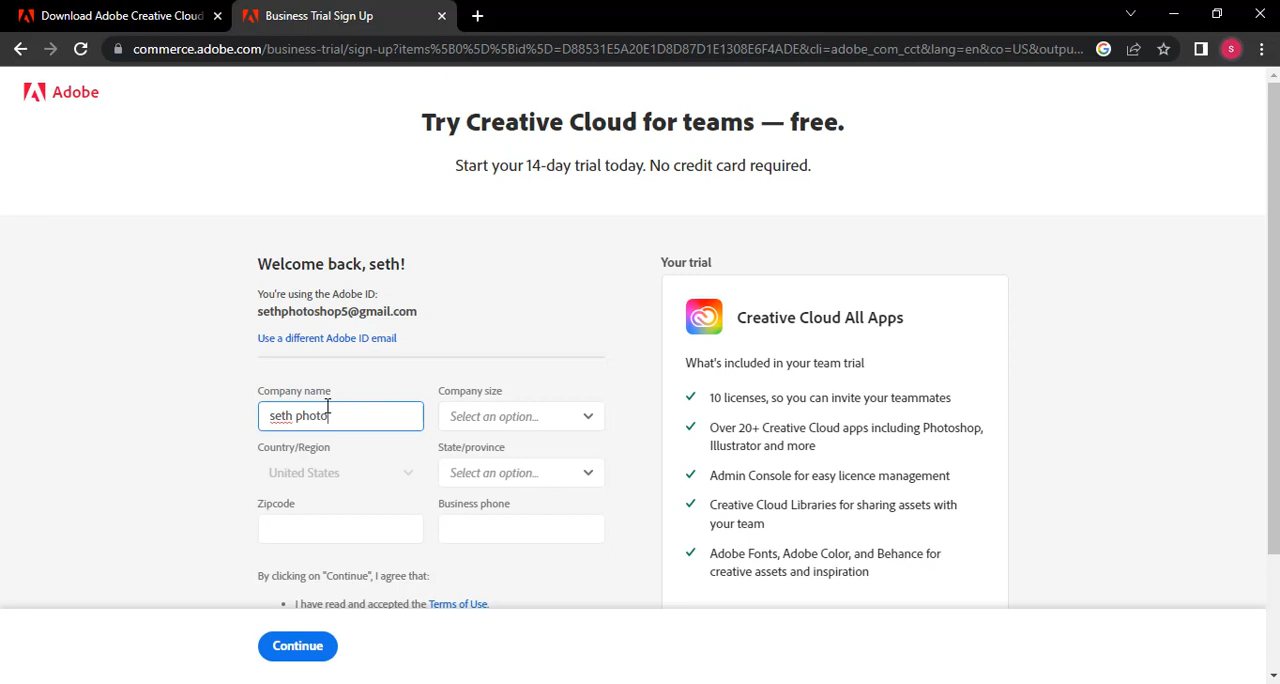 Download Adobe Creative Cloud
Business Trial Sign Up
commerce.adobe.com/business-trial/sign-up?items%5B0%5D%5Bid%5D=D88531E5A20E1D8D87D1E1308E6F4ADE&cli=adobe_com_cct&lang=en&co=US&outpu...
S
Adobe
Try Creative Cloud for teams — free.
Start your 14-day trial today. No credit card required.
Welcome back, seth!
You're using the Adobe ID:
sethphotoshop5@gmail.com
Use a different Adobe ID email
Company name
Company size
seth photo
Select an option...
Country/Region
State/province
United States
Select an option...
Zipcode
Business phone
By clicking on "Continue", I agree that:
• I have read and accepted the Terms of Use.
Continue
Your trial
Creative Cloud All Apps
What's included in your team trial
10 licenses, so you can invite your teammates
Over 20+ Creative Cloud apps including Photoshop,
Illustrator and more
Admin Console for easy licence management
Creative Cloud Libraries for sharing assets with
your team
Adobe Fonts, Adobe Color, and Behance for
creative assets and inspiration